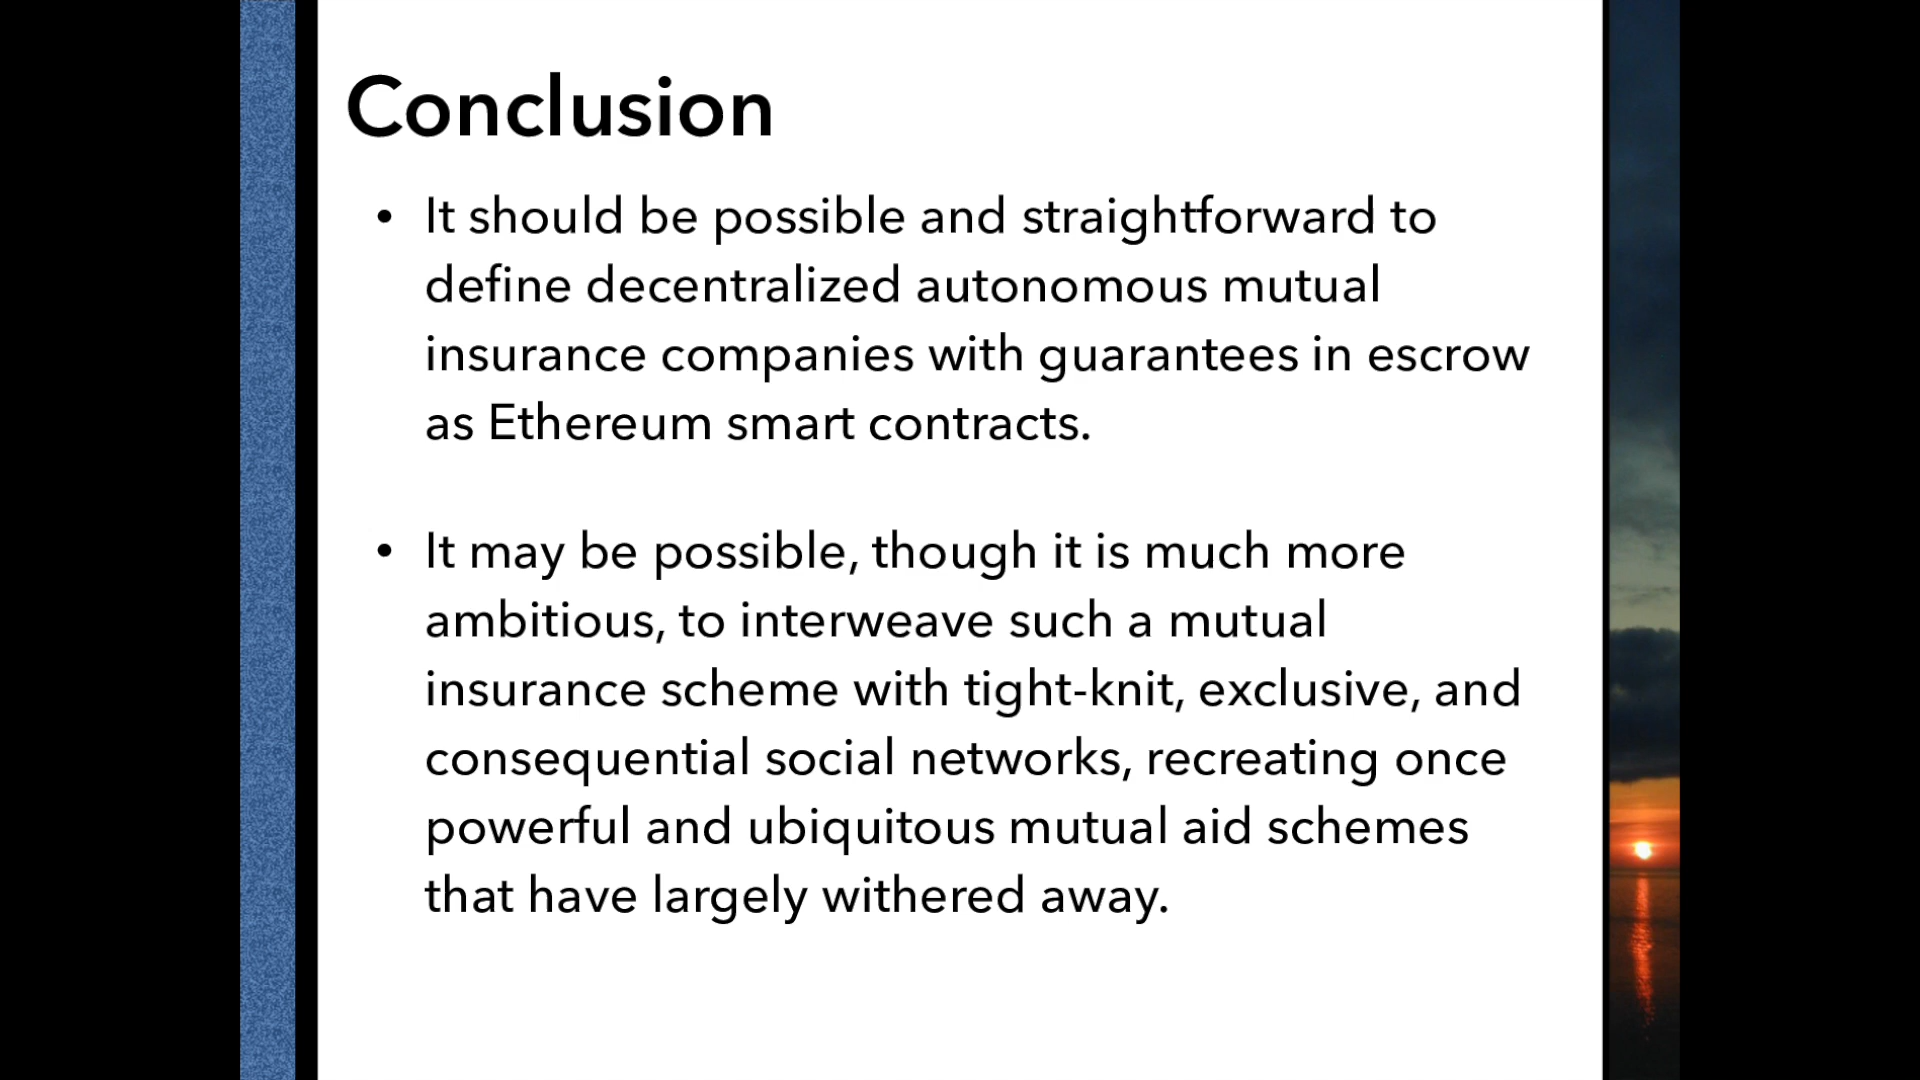 Conclusion
• It should be possible and straightforward to
define decentralized autonomous mutual
insurance companies with guarantees in escrow
as Ethereum smart contracts.
• It may be possible, though it is much more
ambitious, to interweave such a mutual
insurance scheme with tight-knit, exclusive, and
consequential social networks, recreating once
powerful and ubiquitous mutual aid schemes
that have largely withered away.